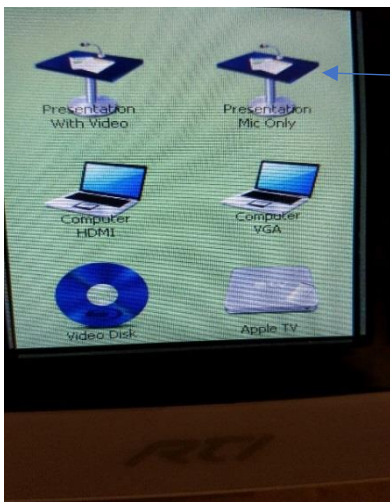 Presentation
With Video
Presentation
Mic Only
Computer
HDMI
Computer
VGA
Video Disk
Apple TV
RTI